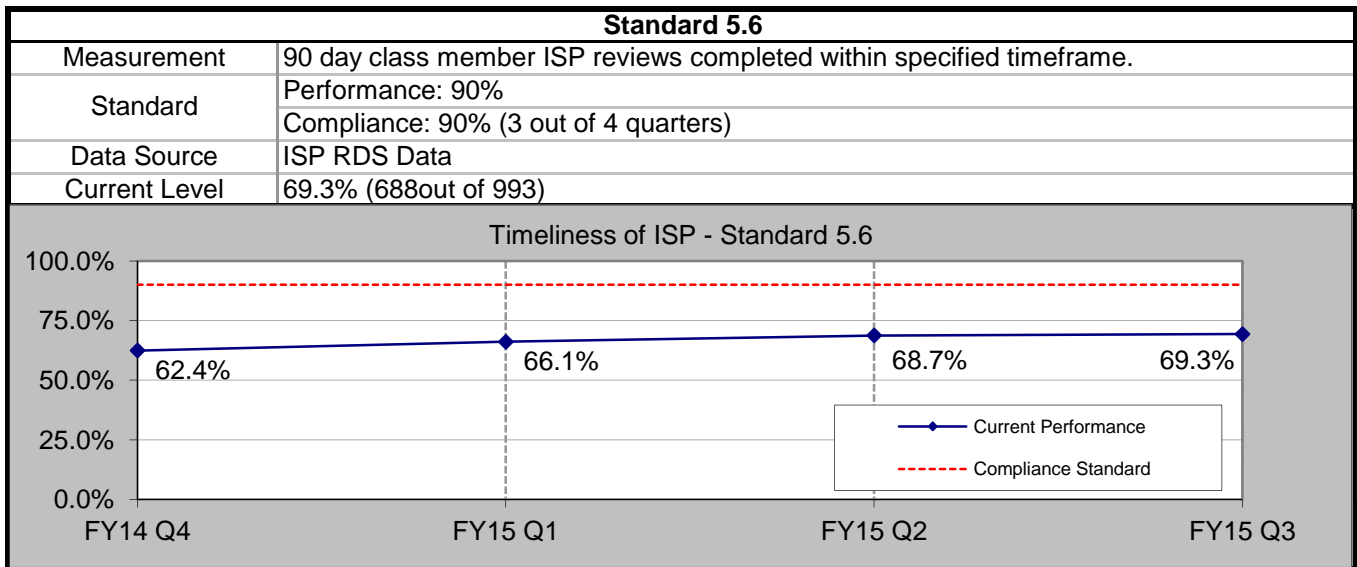 Standard 5.6
Measurement 90 day class member ISP reviews completed within specified timeframe.
Standard
Performance: 90%
Compliance: 90% (3 out of 4 quarters)
Data Source ISP RDS Data
Current Level 69.3% (688out of 993)
Timeliness of ISP - Standard 5.6
100.0%
75.0%
50.0%
25.0%
0.0%
62.4%
66.1%
68.7%
69.3%
Current Performance
Compliance Standard
FY14 Q4 FY15 Q1 FY15 Q2 FY15 Q3